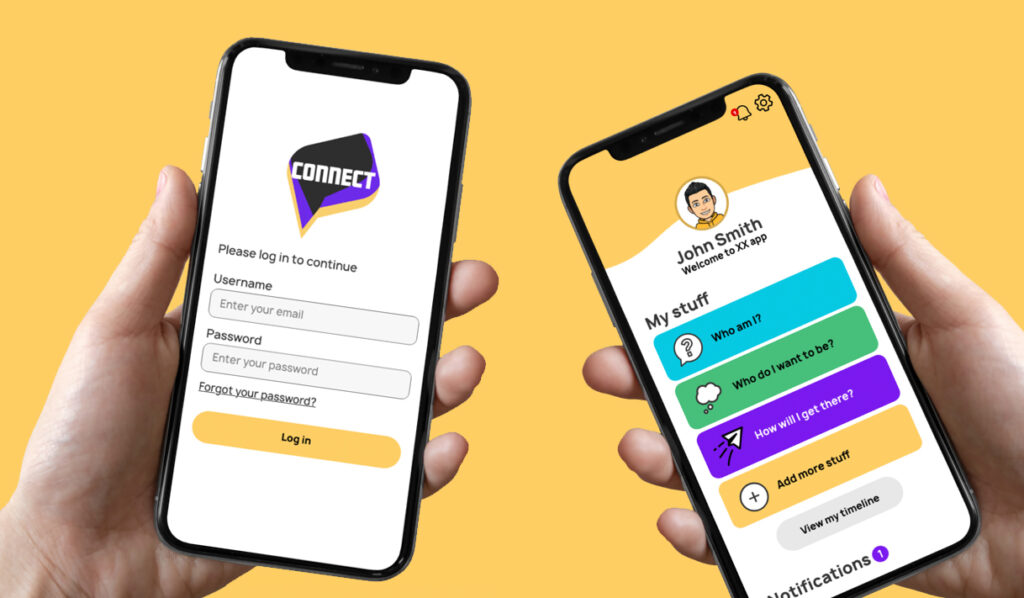 CONNECT
Please log in to continue
Username
Enter your email
Password
Enter your password
Forgot your password?
Log in
John Smith
Welcome to XX app
My stuff
Who am I?
Who do I want to be?
How will I get there?
Add more stuff
View my timeline
Notifications 1